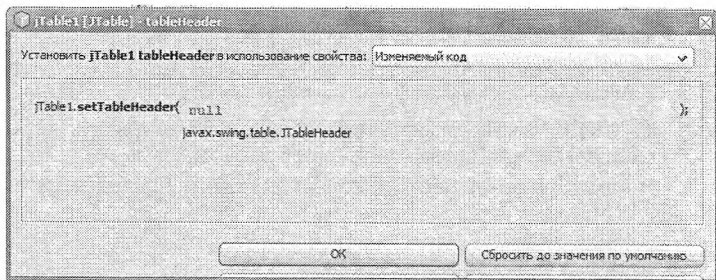 jTable1 [JTable] - tableHeader
Установить jTable1 tableHeader в использование свойства: Изменяемый код
jTable1.setTableHeader( null );
javax.swing.table.JTableHeader
OK
Сбросить до значения по умолчанию